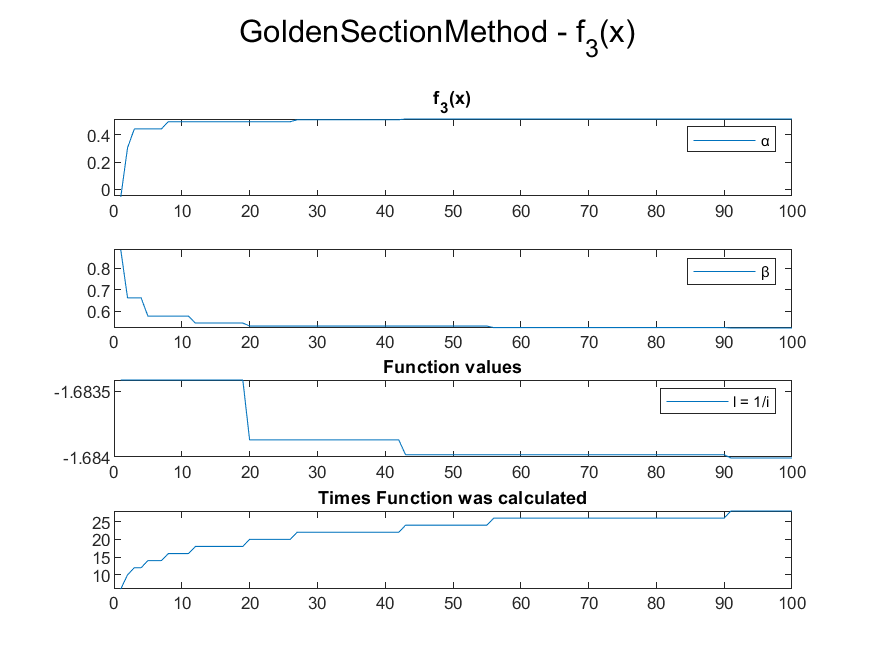 GoldenSectionMethod - f3(x)
f3(x)
0.4
0.2
0
α
0 10 20 30 40 50 60 70 80 90 100
0.8
0.7
0.6
β
0 10 20 30 40 50 60 70 80 90 100
Function values
-1.6835
-1.684
l = 1/i
0 10 20 30 40 50 60 70 80 90 100
Times Function was calculated
25
20
15
10
0 10 20 30 40 50 60 70 80 90 100